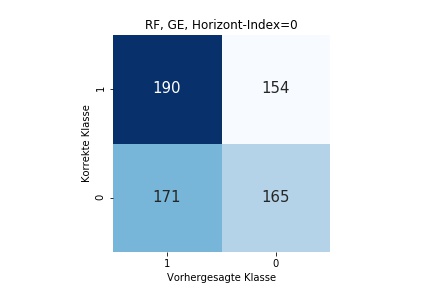 RF, GE, Horizont-Index=0
Korrekte Klasse
1
190
154
0
171
165
1
0
Vorhergesagte Klasse